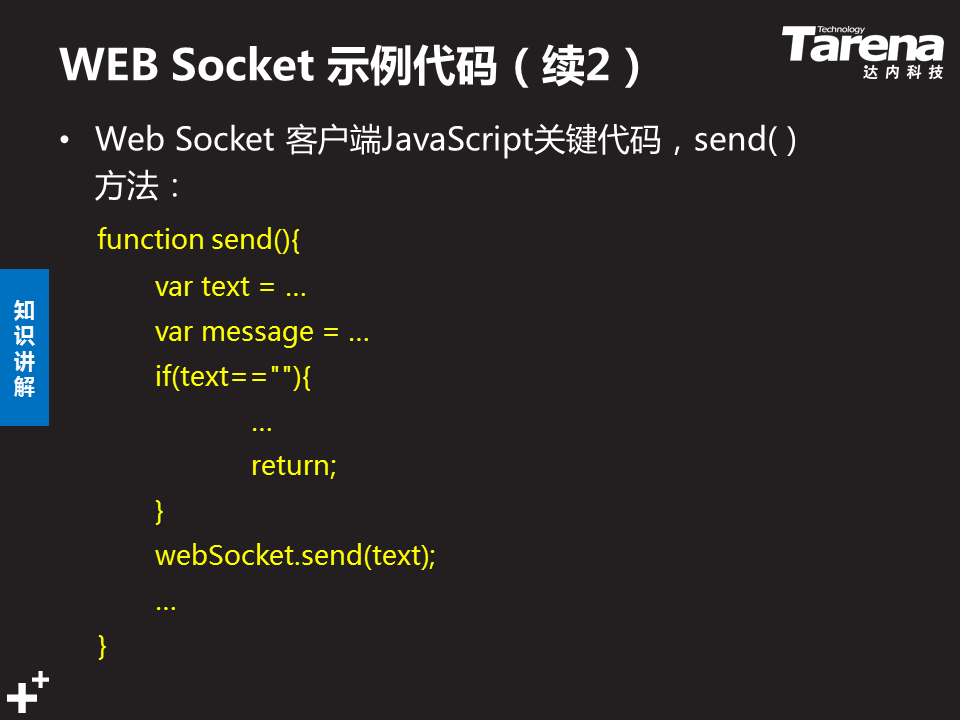 WEB Socket 示例代码（续2）
Technology
Tarena
达内科技
• Web Socket 客户端JavaScript关键代码，send( )
方法：
function send(){
var text = ...
var message = ...
if(text==""){
...
return;
}
webSocket.send(text);
...
}
知识讲解